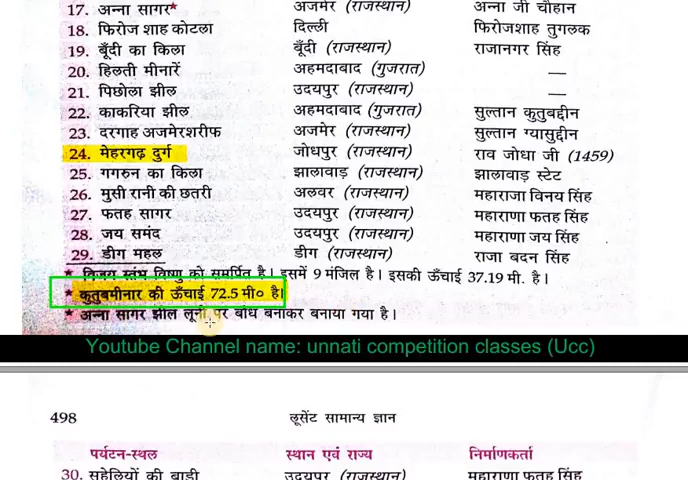 17. अन्ना सागर* अजमेर (राजस्थान) अन्ना जी चौहान
18. फिरोज शाह कोटला दिल्ली फिरोजशाह तुगलक
19. बूँदी का किला बूँदी (राजस्थान) राजानगर सिंह
20. हिलती मीनारें अहमदाबाद (गुजरात) —
21. पिछोला झील उदयपुर (राजस्थान) —
22. काकरिया झील अहमदाबाद (गुजरात) सुल्तान कुतुबद्दीन
23. दरगाह अजमेरशरीफ अजमेर (राजस्थान) सुल्तान ग्यासुद्दीन
24. मेहरगढ़ दुर्ग जोधपुर (राजस्थान) राव जोधा जी (1459)
25. गगरुन का किला झालावाड़ (राजस्थान) झालावाड़ स्टेट
26. मुसी रानी की छतरी अलवर (राजस्थान) महाराजा विनय सिंह
27. फतह सागर उदयपुर (राजस्थान) महाराणा फतह सिंह
28. जय समंद उदयपुर (राजस्थान) महाराणा जय सिंह
29. डीग महल डीग (राजस्थान) राजा बदन सिंह
* विजय स्तंभ विष्णु को समर्पित है। इसमें 9 मंजिल है। इसकी ऊँचाई 37.19 मी. है।
* कुतुबमीनार की ऊँचाई 72.5 मी० है।
* अन्ना सागर झील लूनी पर बाँध बनाकर बनाया गया है।
Youtube Channel name: unnati competition classes (Ucc)
498 लूसेंट सामान्य ज्ञान
पर्यटन-स्थल स्थान एवं राज्य निर्माणकर्ता
30. सहेलियों की बाड़ी उदयपुर (राजस्थान) महाराणा फतह सिंह